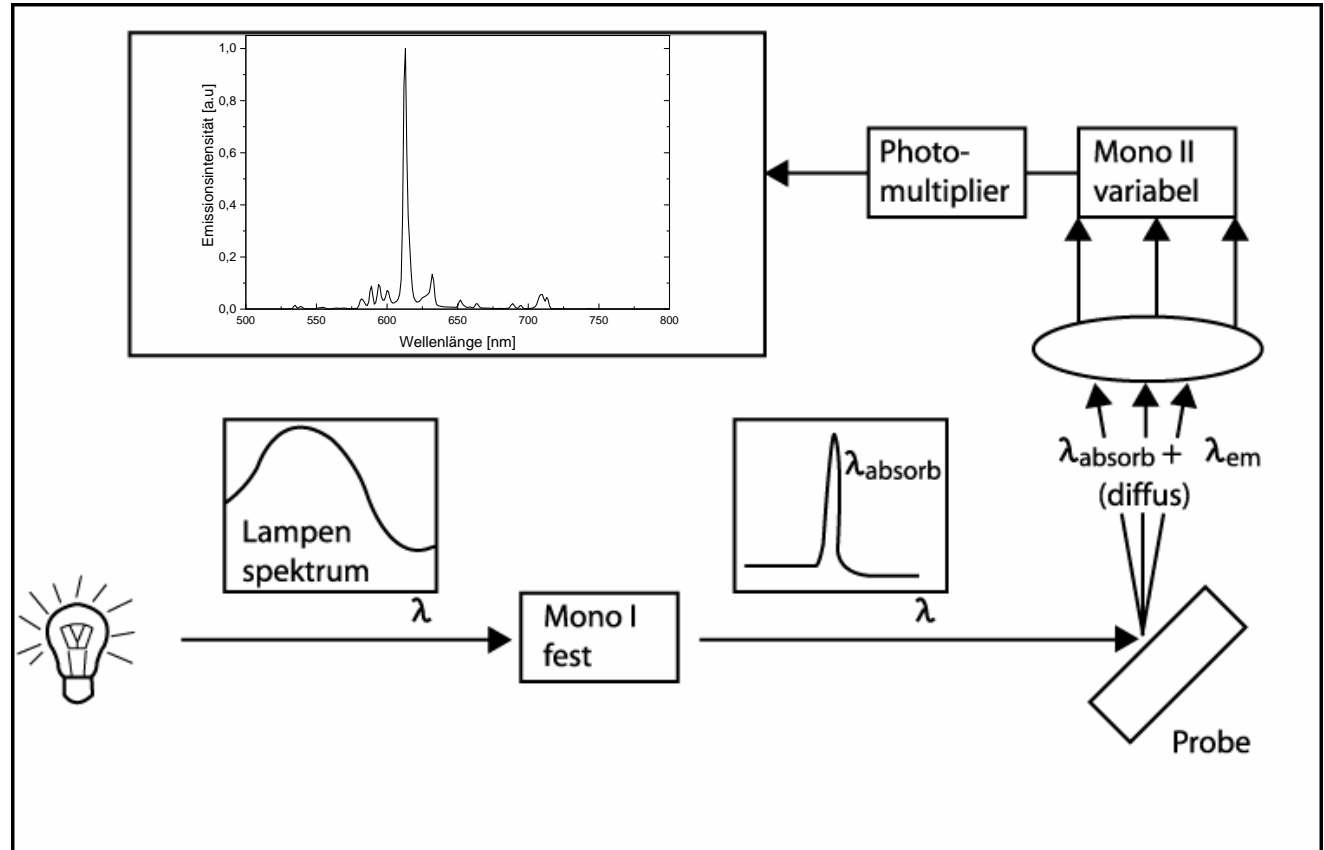 1,0
0,8
0,6
0,4
0,2
0,0
Emissionsintensität [a.u]
500 550 600 650 700 750 800
Wellenlänge [nm]
Photo-
multiplier
Mono II
variabel
λabsorb + λem
(diffus)
Lampen
spektrum
λ
λabsorb
λ
Mono I
fest
Probe